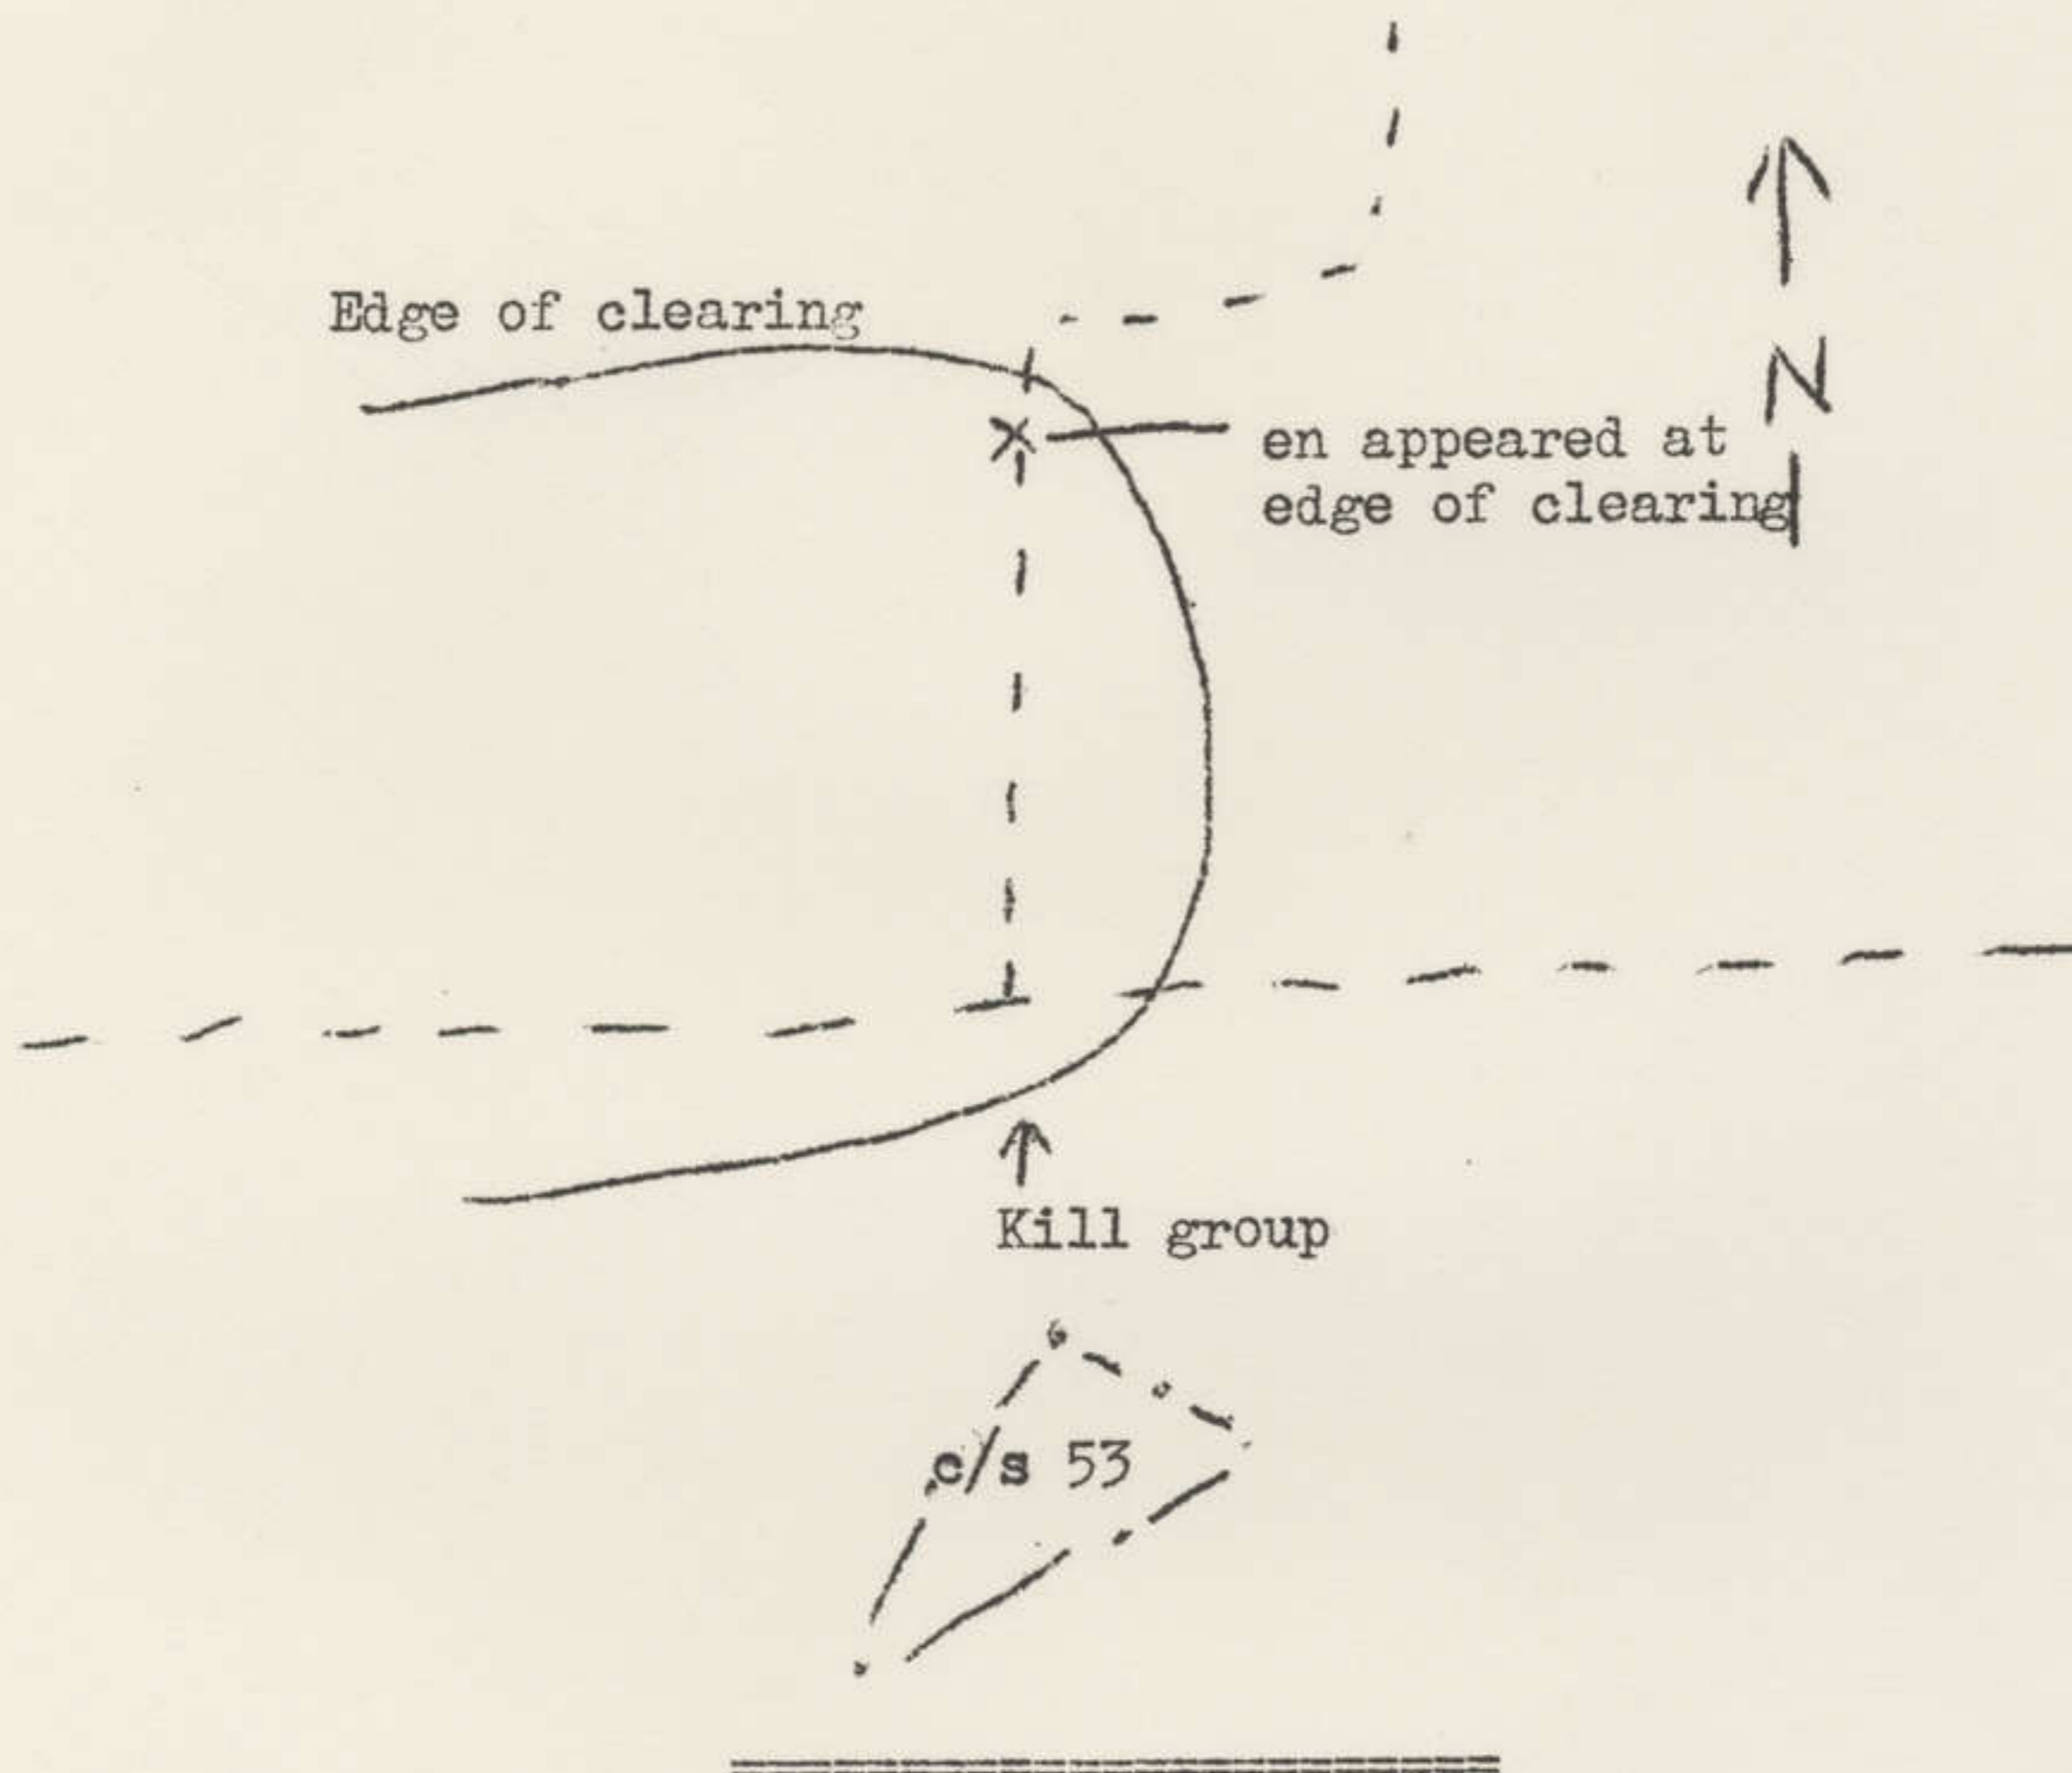 Edge of clearing
N
en appeared at
edge of clearing
Kill group
c/s 53